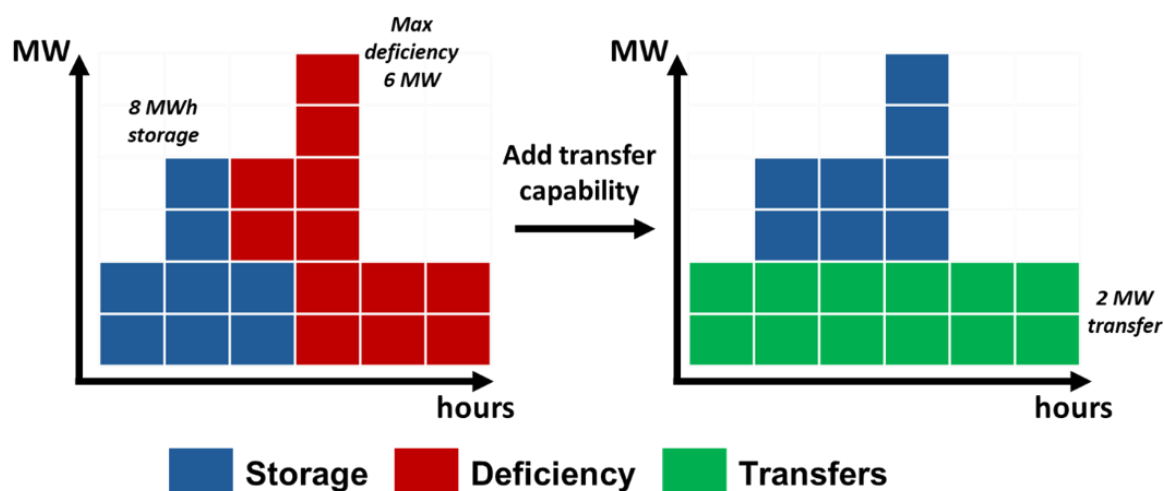 MW
8 MWh
storage
Max
deficiency
6 MW
hours
Add transfer
capability
MW
2 MW
transfer
hours
Storage
Deficiency
Transfers